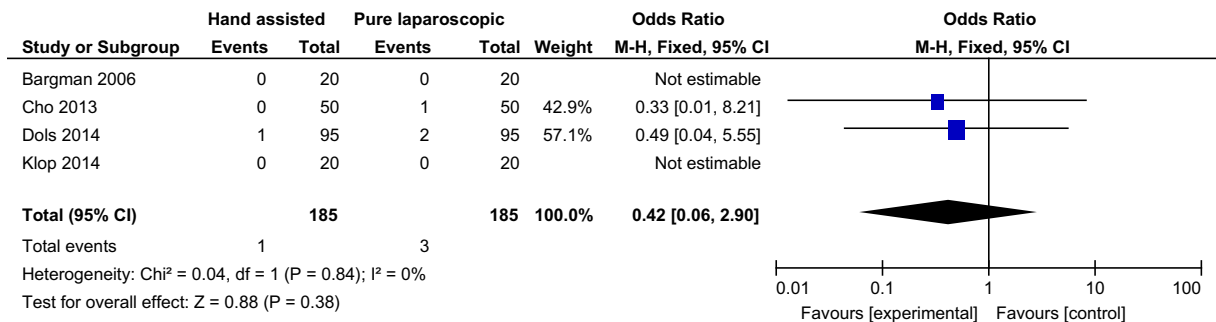 Hand assisted Pure laparoscopic Odds Ratio Odds Ratio
Study or Subgroup Events Total Events Total Weight M-H, Fixed, 95% CI M-H, Fixed, 95% CI
Bargman 2006 0 20 0 20 Not estimable
Cho 2013 0 50 1 50 42.9% 0.33 [0.01, 8.21]
Dols 2014 1 95 2 95 57.1% 0.49 [0.04, 5.55]
Klop 2014 0 20 0 20 Not estimable
Total (95% CI) 185 185 100.0% 0.42 [0.06, 2.90]
Total events 1 3
Heterogeneity: Chi² = 0.04, df = 1 (P = 0.84); I² = 0%
Test for overall effect: Z = 0.88 (P = 0.38)
0.01 0.1 1 10 100
Favours [experimental] Favours [control]